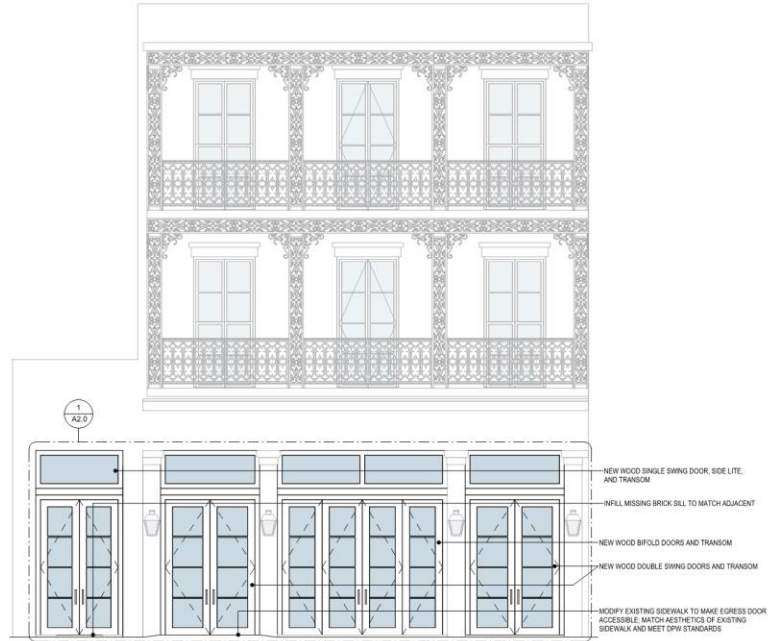 1
A2.0
NEW WOOD SINGLE SWING DOOR, SIDE LITE,
AND TRANSOM
INFILL MISSING BRICK SILL TO MATCH ADJACENT
NEW WOOD BIFOLD DOORS AND TRANSOM
NEW WOOD DOUBLE SWING DOORS AND TRANSOM
MODIFY EXISTING SIDEWALK TO MAKE EGRESS DOOR
ACCESSIBLE; MATCH AESTHETICS OF EXISTING
SIDEWALK AND MEET DPW STANDARDS